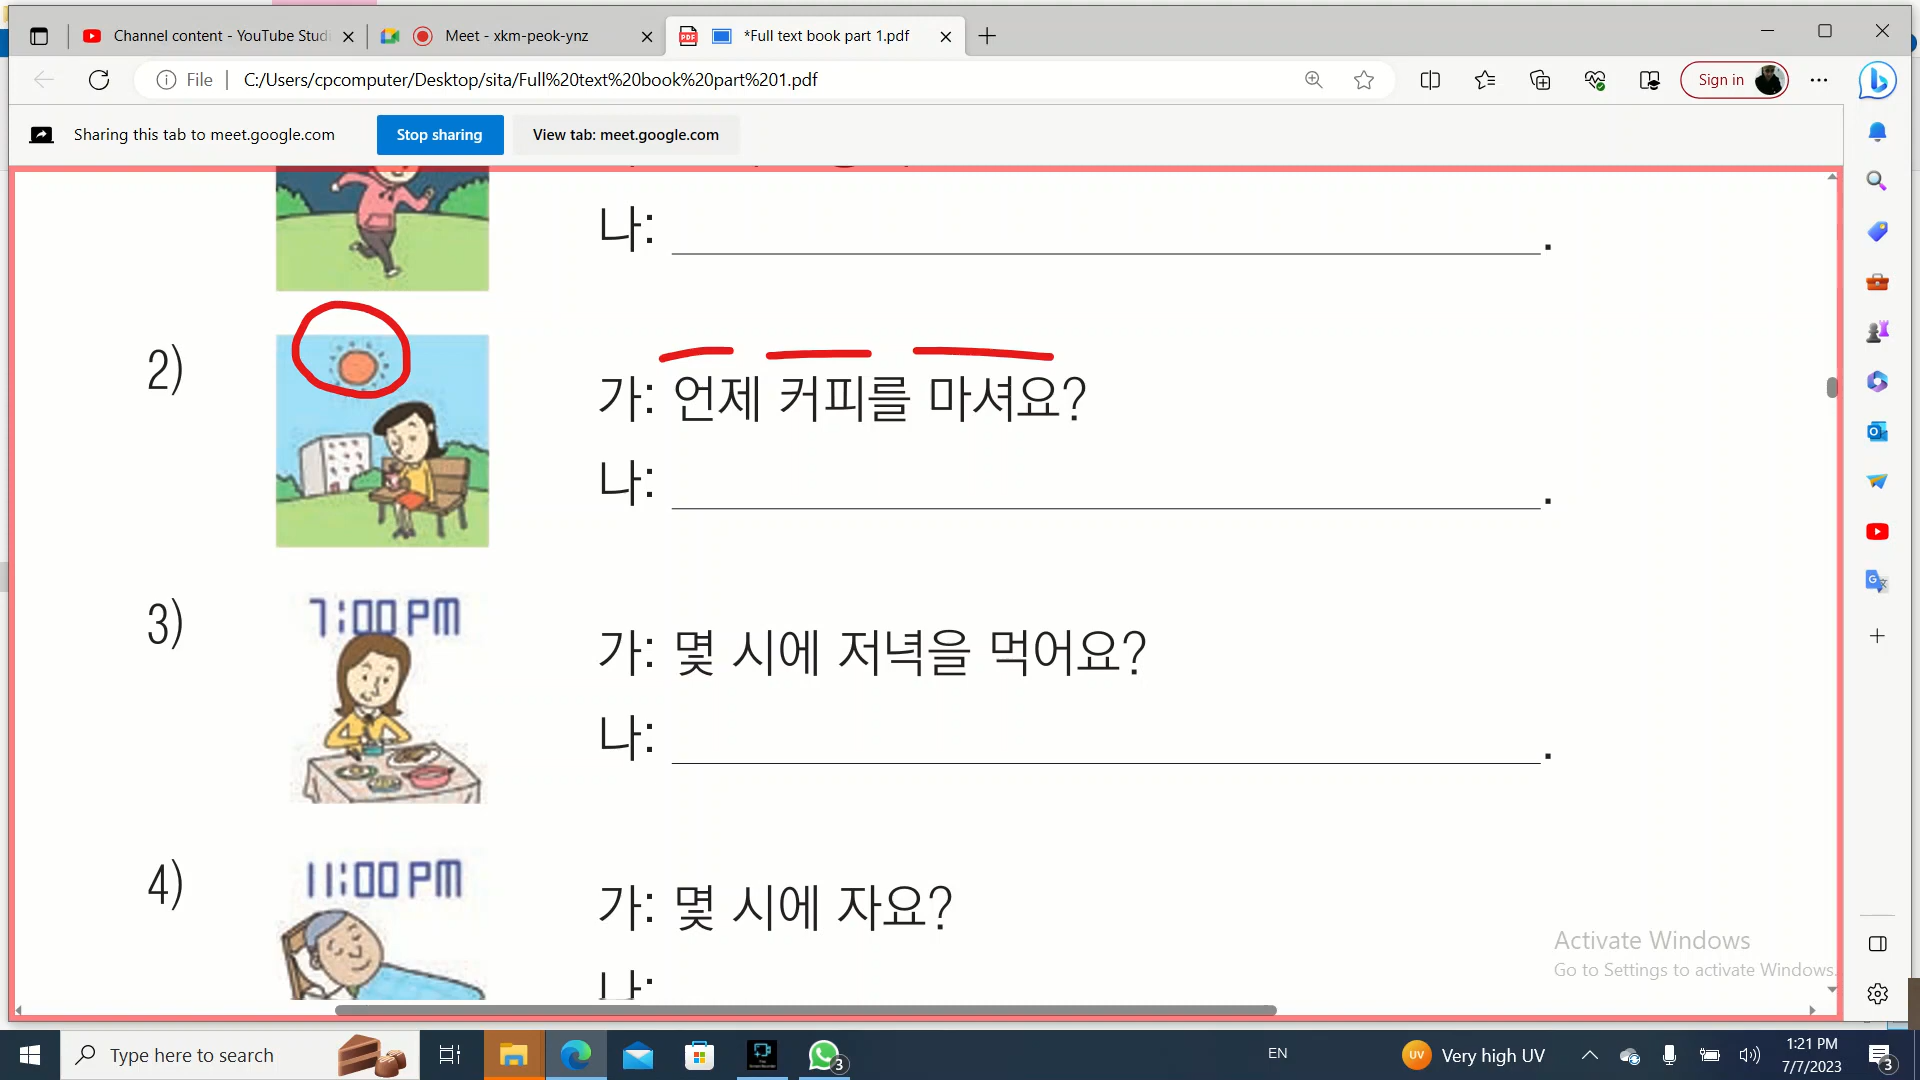 Channel content - YouTube Studi
Meet - xkm-peok-ynz
*Full text book part 1.pdf
File
C:/Users/cpcomputer/Desktop/sita/Full%20text%20book%20part%201.pdf
Sign in
Sharing this tab to meet.google.com
Stop sharing
View tab: meet.google.com
나: .
2)
가: 언제 커피를 마셔요?
나: .
3)
7:00 PM
가: 몇 시에 저녁을 먹어요?
나: .
4)
11:00 PM
가: 몇 시에 자요?
나:
Activate Windows
Go to Settings to activate Windows.
Type here to search
3
EN
UV
Very high UV
1:21 PM
7/7/2023
3